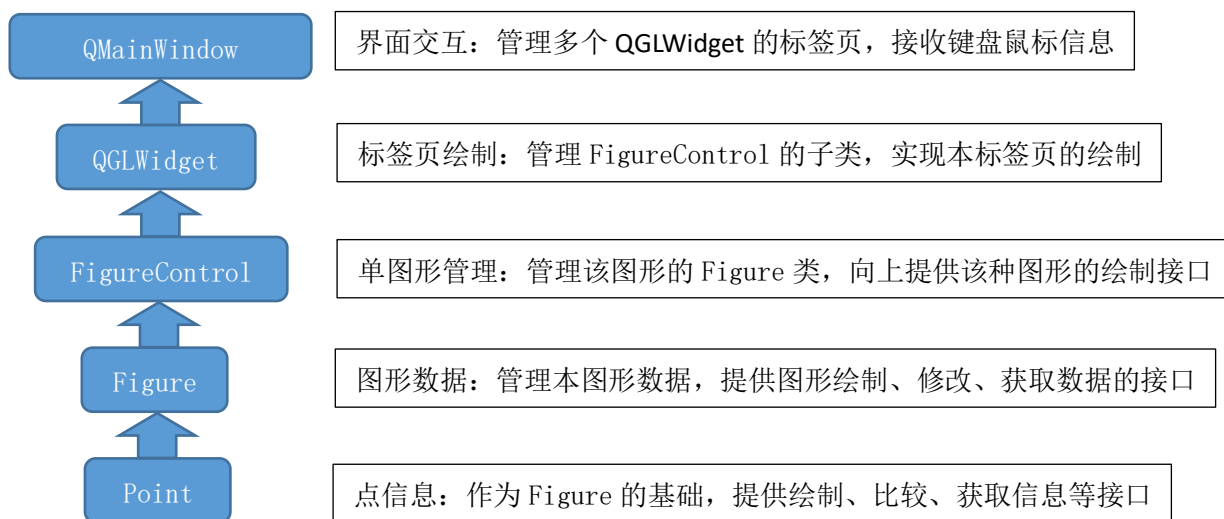 QMainWindow
界面交互：管理多个 QGLWidget 的标签页，接收键盘鼠标信息
QGLWidget
标签页绘制：管理 FigureControl 的子类，实现本标签页的绘制
FigureControl
单图形管理：管理该图形的 Figure 类，向上提供该种图形的绘制接口
Figure
图形数据：管理本图形数据，提供图形绘制、修改、获取数据的接口
Point
点信息：作为 Figure 的基础，提供绘制、比较、获取信息等接口